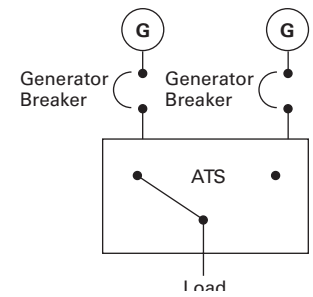 G
G
Generator
Breaker
Generator
Breaker
ATS
Load